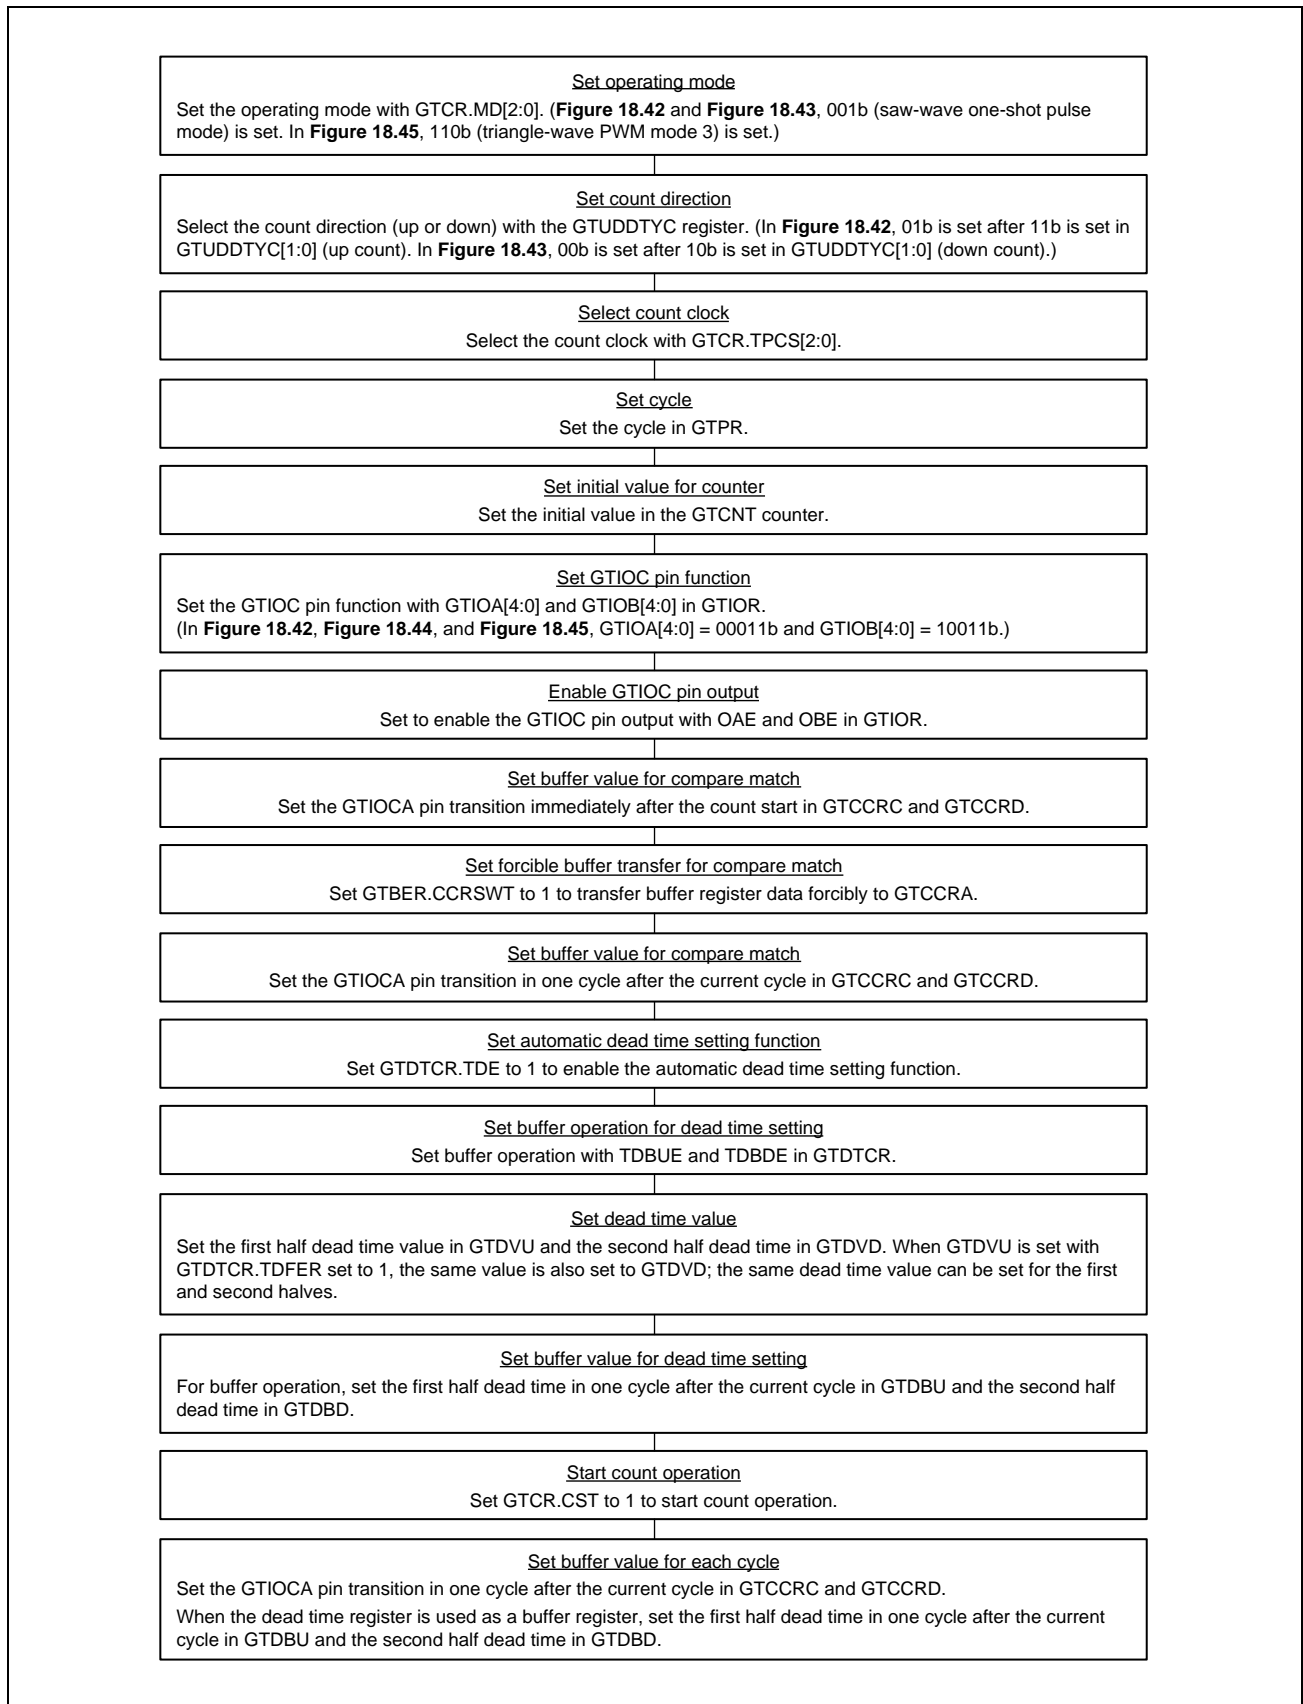 Set operating mode
Set the operating mode with GTCR.MD[2:0]. (Figure 18.42 and Figure 18.43, 001b (saw-wave one-shot pulse
mode) is set. In Figure 18.45, 110b (triangle-wave PWM mode 3) is set.)
Set count direction
Select the count direction (up or down) with the GTUDDTYC register. (In Figure 18.42, 01b is set after 11b is set in
GTUDDTYC[1:0] (up count). In Figure 18.43, 00b is set after 10b is set in GTUDDTYC[1:0] (down count).)
Select count clock
Select the count clock with GTCR.TPCS[2:0].
Set cycle
Set the cycle in GTPR.
Set initial value for counter
Set the initial value in the GTCNT counter.
Set GTIOC pin function
Set the GTIOC pin function with GTIOA[4:0] and GTIOB[4:0] in GTIOR.
(In Figure 18.42, Figure 18.44, and Figure 18.45, GTIOA[4:0] = 00011b and GTIOB[4:0] = 10011b.)
Enable GTIOC pin output
Set to enable the GTIOC pin output with OAE and OBE in GTIOR.
Set buffer value for compare match
Set the GTIOCA pin transition immediately after the count start in GTCCRC and GTCCRD.
Set forcible buffer transfer for compare match
Set GTBER.CCRSWT to 1 to transfer buffer register data forcibly to GTCCRA.
Set buffer value for compare match
Set the GTIOCA pin transition in one cycle after the current cycle in GTCCRC and GTCCRD.
Set automatic dead time setting function
Set GTDTCR.TDE to 1 to enable the automatic dead time setting function.
Set buffer operation for dead time setting
Set buffer operation with TDBUE and TDBDE in GTDTCR.
Set dead time value
Set the first half dead time value in GTDVU and the second half dead time in GTDVD. When GTDVU is set with
GTDTCR.TDFER set to 1, the same value is also set to GTDVD; the same dead time value can be set for the first
and second halves.
Set buffer value for dead time setting
For buffer operation, set the first half dead time in one cycle after the current cycle in GTDBU and the second half
dead time in GTDBD.
Start count operation
Set GTCR.CST to 1 to start count operation.
Set buffer value for each cycle
Set the GTIOCA pin transition in one cycle after the current cycle in GTCCRC and GTCCRD.
When the dead time register is used as a buffer register, set the first half dead time in one cycle after the current
cycle in GTDBU and the second half dead time in GTDBD.